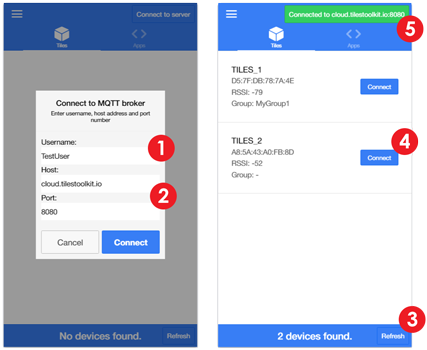 Connect to server
Tiles
Apps
Connect to MQTT broker
Enter username, host address and port
number
Username:
TestUser
1
Host:
cloud.tilestoolkit.io
2
Port:
8080
Cancel
Connect
No devices found.
Refresh
Connected to cloud.tilestoolkit.io:8080
5
Tiles
Apps
TILES_1
D5:7F:DB:78:7A:4E
Connect
RSSI: -79
Group: MyGroup1
TILES_2
4
A8:5A:43:A0:FB:8D
Connect
RSSI: -52
Group: -
3
2 devices found.
Refresh